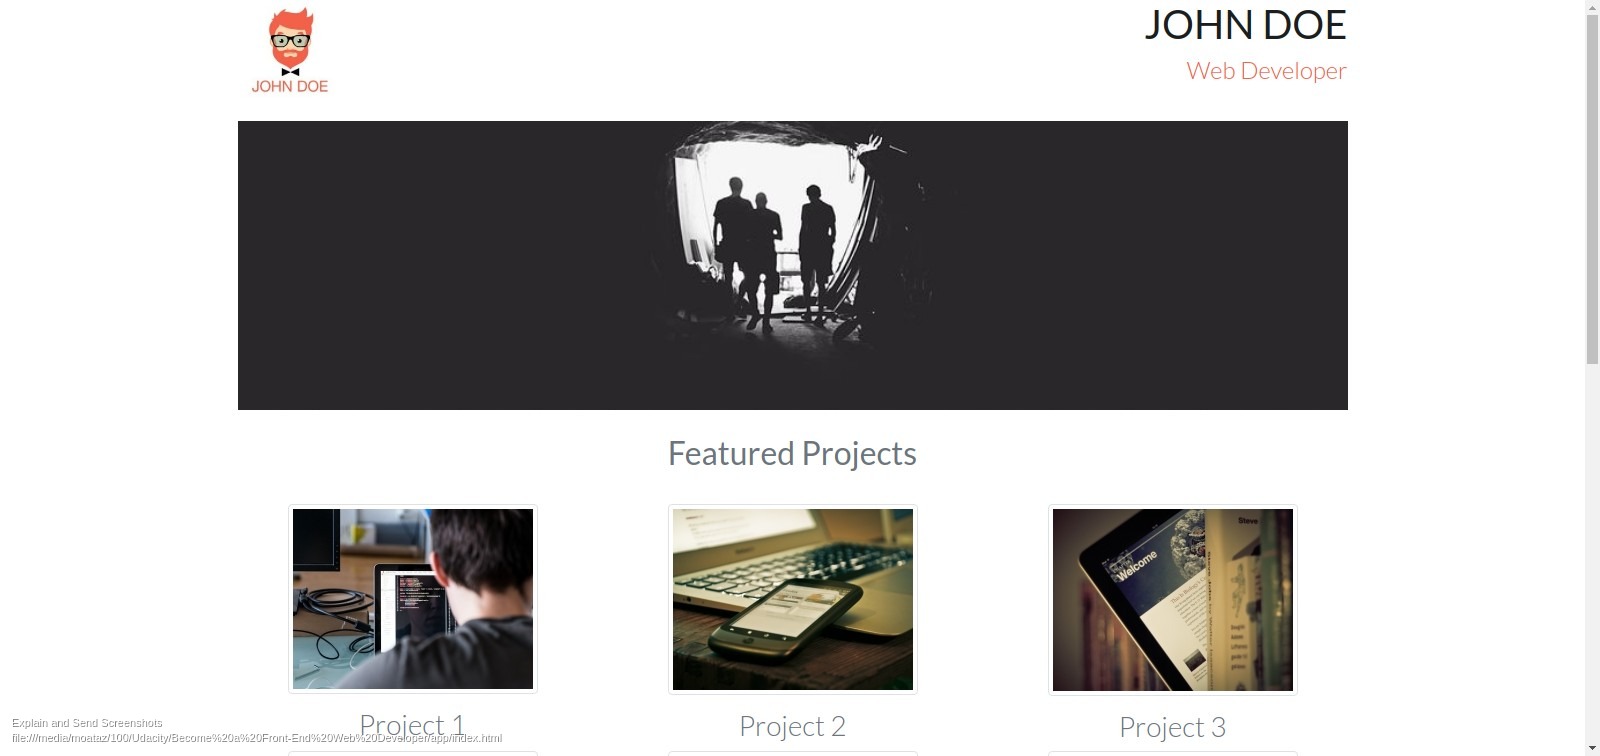 JOHN DOE
Web Developer
JOHN DOE
Featured Projects
Welcome
Steve
Project 1
Project 2
Project 3
Explain and Send Screenshots
file:///media/moataz/100/Udacity/Become%20a%20Front-End%20Web%20Developer/app/index.html